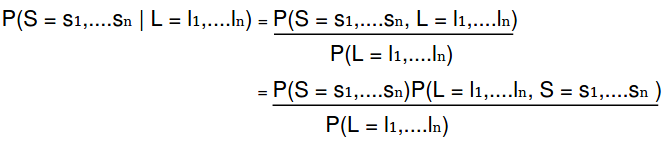 P(S = s1,....sn | L = l1,....ln) = P(S = s1,....sn, L = l1,....ln)
P(L = l1,....ln)
= P(S = s1,....sn)P(L = l1,....ln, S = s1,....sn )
P(L = l1,....ln)